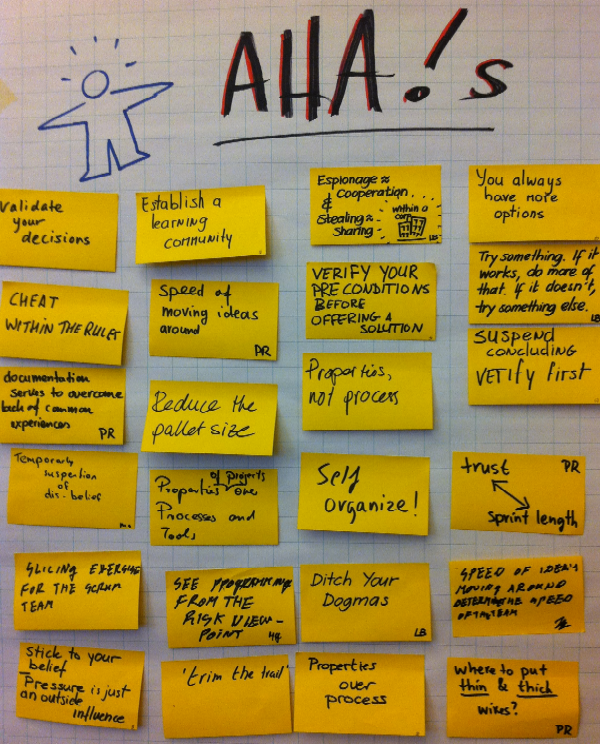 AHA!'s
Validate
your
decisions
Establish a
learning
community
Espionage ≈
Cooperation
&
Stealing ≈
Sharing
within a
LB
You always
have more
options
CHEAT
WITHIN THE RULES
Speed of
moving ideas
around
PR
VERIFY YOUR
PRECONDITIONS
BEFORE
OFFERING A
SOLUTION
Try something. If it
works, do more of
that. if it doesn't,
try something else.
LB
documentation
serves to overcome
lack of common
experiences
PR
Reduce the
pallet size
Properties,
not process
SUSPEND
CONCLUDING
VERIFY first
Temporary
suspention
of
dis-belief
of projects
Properties over
Processes and
Tools
Self
organize!
trust
PR
Sprint length
SLICING EXERCISE
FOR THE SCRUM
TEAM
SEE PROGRAMMING
FROM THE
RISK VIEW-
POINT
Ditch Your
Dogmas
LB
SPEED OF IDEAS
MOVING AROUND
DETERMINE THE SPEED
OF THE TEAM
Stick to your
belief
Pressure is just
an outside
influence
'trim the trail'
Properties
over
process
where to put
thin & thick
wires?
PR